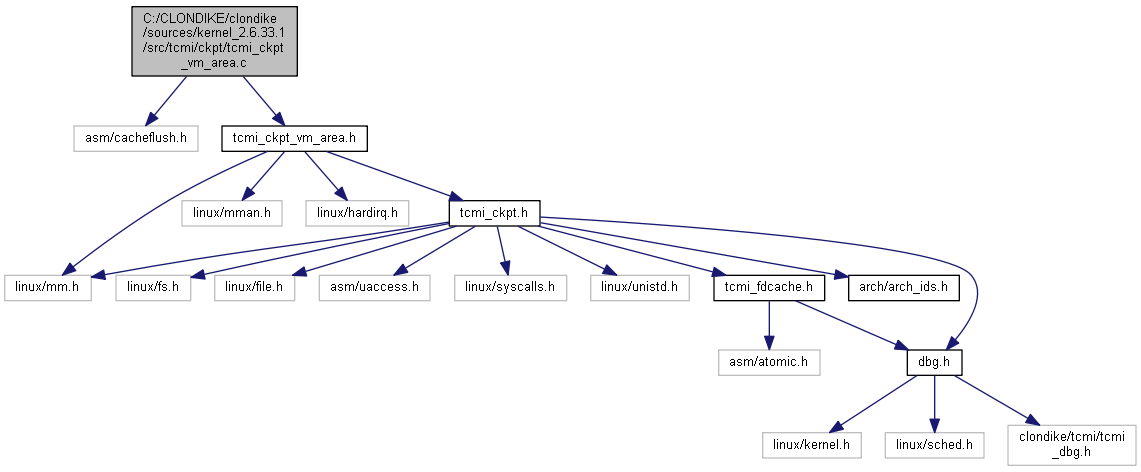 C:/CLONDIKE/clondike
/sources/kernel_2.6.33.1
/src/tcmi/ckpt/tcmi_ckpt
_vm_area.c
asm/cacheflush.h
tcmi_ckpt_vm_area.h
linux/mman.h
linux/hardirq.h
tcmi_ckpt.h
linux/mm.h
linux/fs.h
linux/file.h
asm/uaccess.h
linux/syscalls.h
linux/unistd.h
tcmi_fdcache.h
arch/arch_ids.h
asm/atomic.h
dbg.h
linux/kernel.h
linux/sched.h
clondike/tcmi/tcmi
_dbg.h